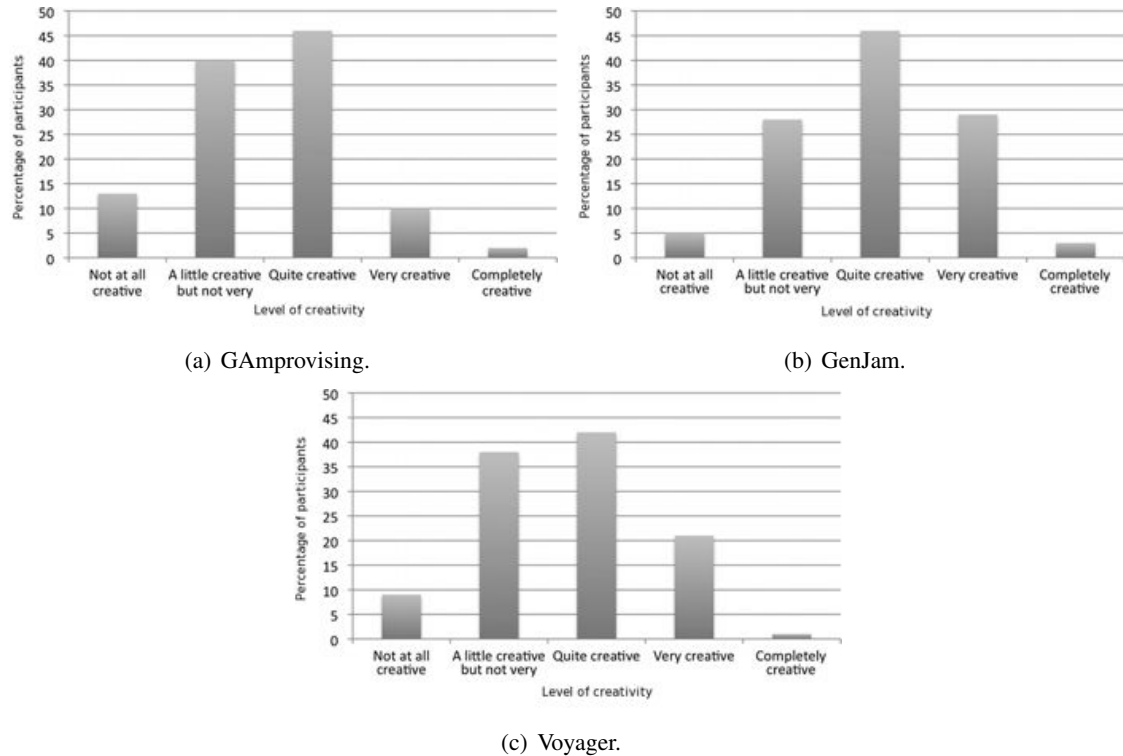 50
45
40
35
30
25
20
15
10
5
0
Percentage of participants
Not at all creative
A little creative but not very
Quite creative
Very creative
Completely creative
Level of creativity
(a) GAmprovising.
50
45
40
35
30
25
20
15
10
5
0
Percentage of participants
Not at all creative
A little creative but not very
Quite creative
Very creative
Completely creative
Level of creativity
(b) GenJam.
50
45
40
35
30
25
20
15
10
5
0
Percentage of participants
Not at all creative
A little creative but not very
Quite creative
Very creative
Completely creative
Level of creativity
(c) Voyager.